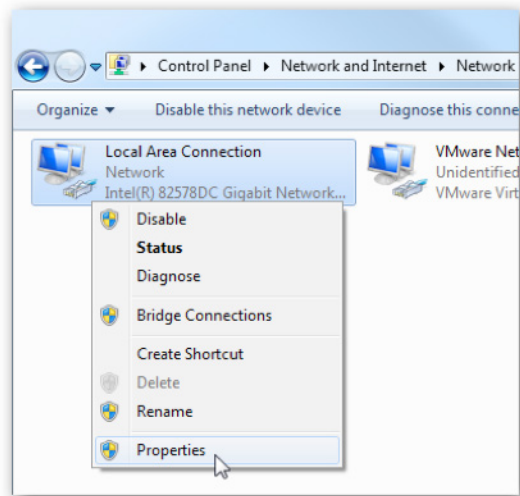 Control Panel Network and Internet Network
Organize Disable this network device Diagnose this conne
Local Area Connection
Network
Intel(R) 82578DC Gigabit Network...
VMware Net
Unidentified
VMware Virt
Disable
Status
Diagnose
Bridge Connections
Create Shortcut
Delete
Rename
Properties